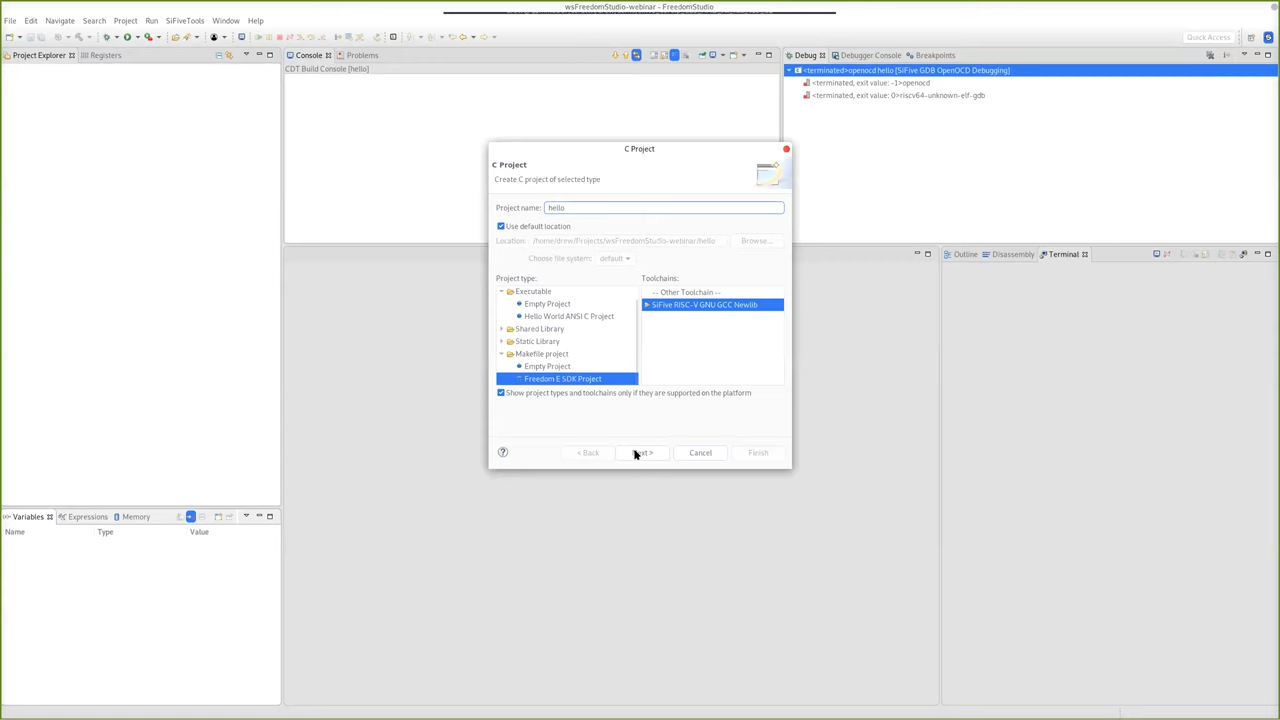 wsFreedomStudio-webinar - FreedomStudio
File Edit Navigate Search Project Run SiFiveTools Window Help
Quick Access
Project Explorer Registers
Console Problems
Debug Debugger Console Breakpoints
CDT Build Console [hello]
<terminated>openocd hello [SiFive GDB OpenOCD Debugging]
<terminated, exit value: -1>openocd
<terminated, exit value: 0>riscv64-unknown-elf-gdb
C Project
C Project
Create C project of selected type
Project name: hello
Use default location
Location: /home/drew/Projects/wsFreedomStudio-webinar/hello Browse...
Choose file system: default
Outline Disassembly Terminal
Project type: Toolchains:
Executable
Empty Project
Hello World ANSI C Project
Shared Library
Static Library
Makefile project
Empty Project
Freedom E SDK Project
-- Other Toolchain --
SiFive RISC-V GNU GCC Newlib
Show project types and toolchains only if they are supported on the platform
? < Back >
Cancel Finish
Variables Expressions Memory
Name Type Value